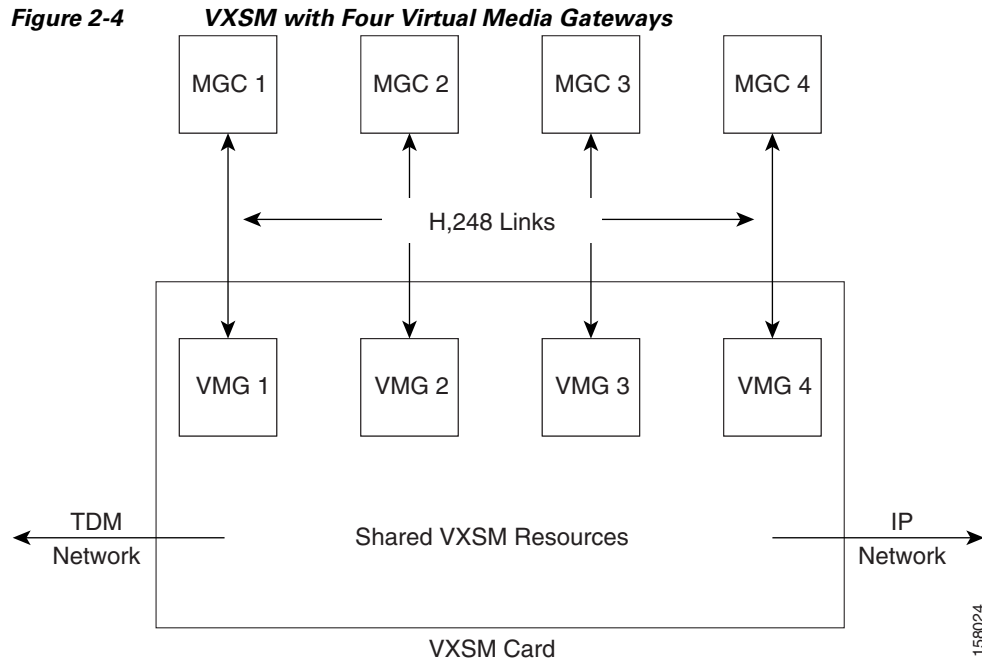 Figure 2-4 VXSM with Four Virtual Media Gateways
MGC 1 MGC 2 MGC 3 MGC 4
H,248 Links
VMG 1 VMG 2 VMG 3 VMG 4
TDM
Network
Shared VXSM Resources
IP
Network
VXSM Card
158024